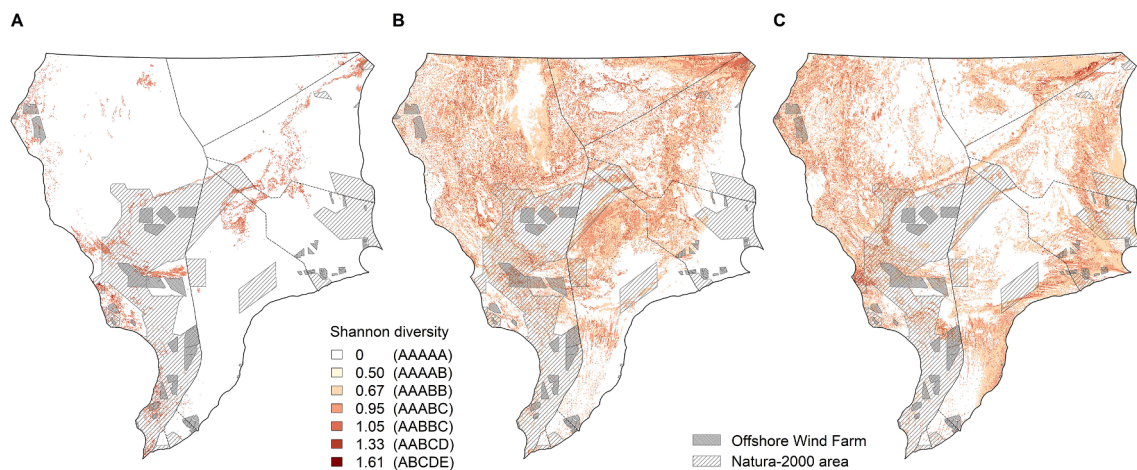 A
B
C
Shannon diversity
0 (AAAAA)
0.50 (AAAAB)
0.67 (AAABB)
0.95 (AAABC)
1.05 (AABBC)
1.33 (AABCD)
1.61 (ABCDE)
Offshore Wind Farm
Natura-2000 area